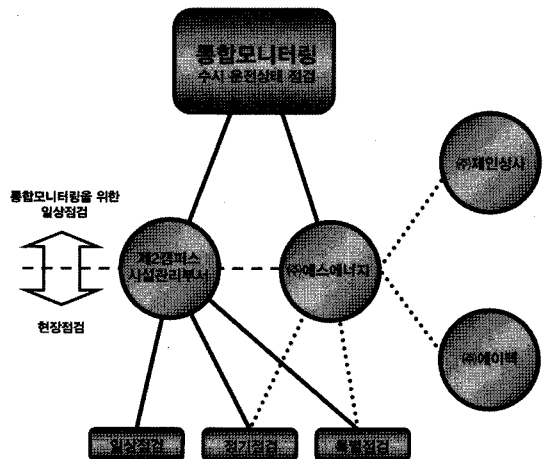 통합모니터링
수시 운전상태 점검
㈜제인상사
통합모니터링을 위한
일상점검
제2캠퍼스
시설관리부서
㈜에스에너지
현장점검
㈜에이텍
일상점검
정기점검
특별점검